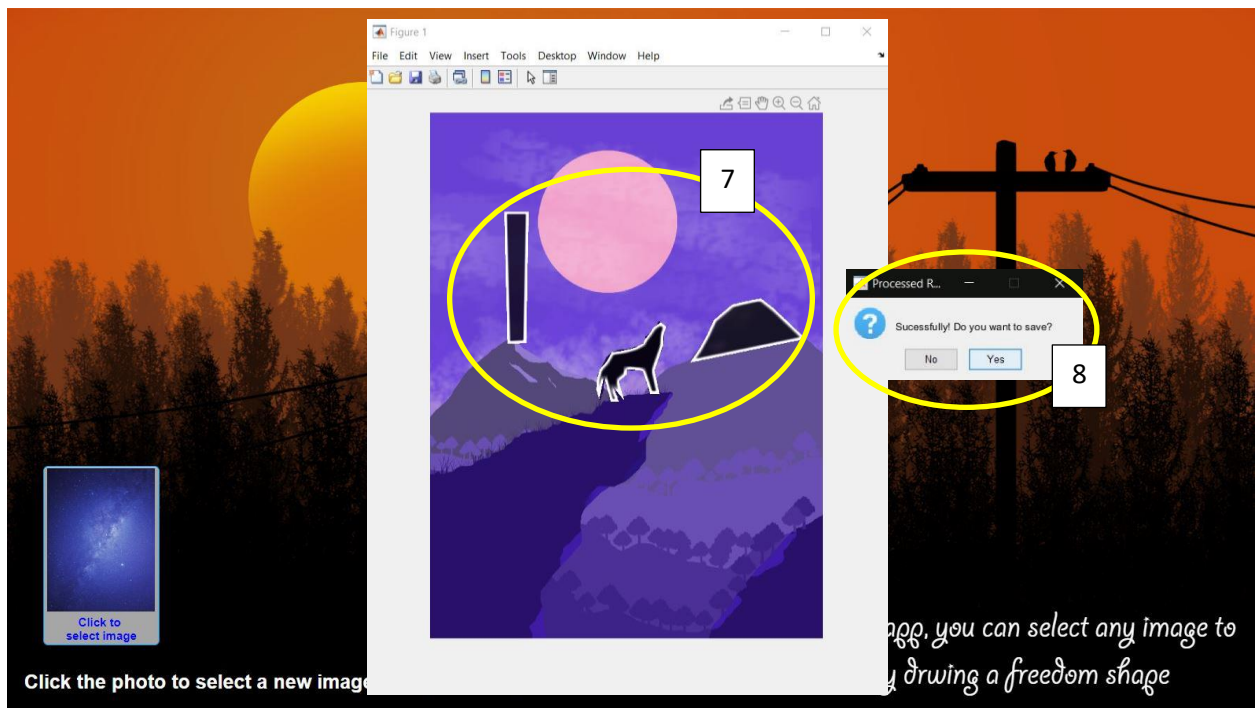 Figure 1
File Edit View Insert Tools Desktop Window Help
7
Processed R...
Sucessfully! Do you want to save?
No Yes
8
Click to
select image
app, you can select any image to
Click the photo to select a new image
drwing a freedom shape